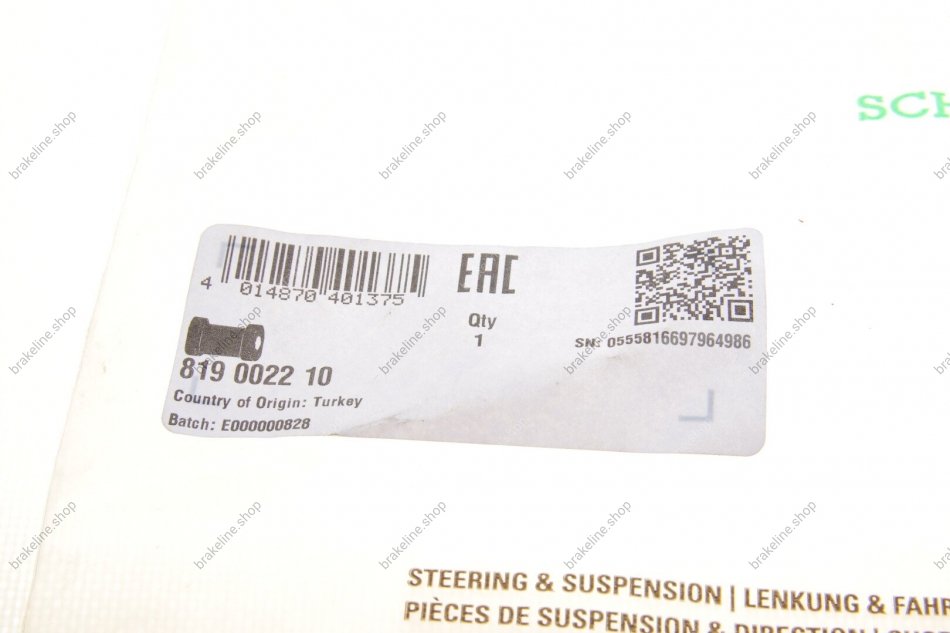 SCH
EAC
4 014870 401375
Qty
1
SN: 0555816697964986
819 0022 10
Country of Origin: Turkey
Batch: E000000828
STEERING & SUSPENSION | LENKUNG & FAHR
PIÈCES DE SUSPENSION & DIRECTION
brakeline.shop